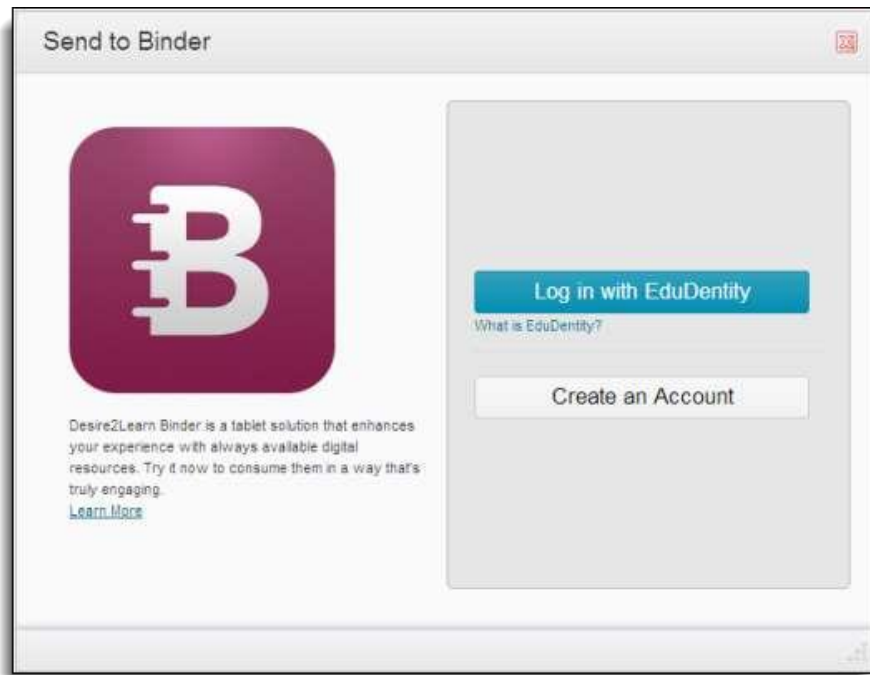 Send to Binder
B
Desire2Learn Binder is a tablet solution that enhances
your experience with always available digital
resources. Try it now to consume them in a way that's
truly engaging.
Learn More
Log in with EduDentity
What is EduDentity?
Create an Account